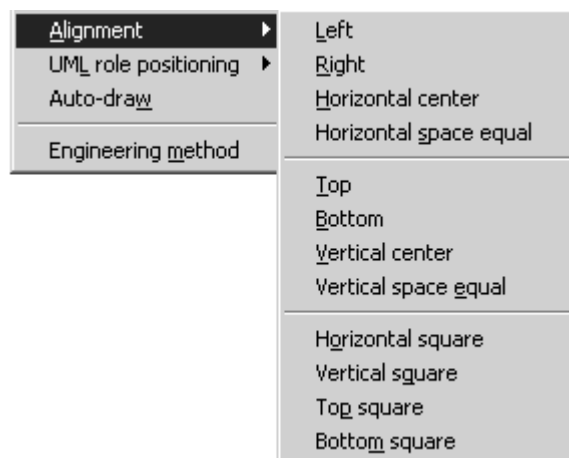 Alignment
UML role positioning
Auto-draw
Engineering method
Left
Right
Horizontal center
Horizontal space equal
Top
Bottom
Vertical center
Vertical space equal
Horizontal square
Vertical square
Top square
Bottom square